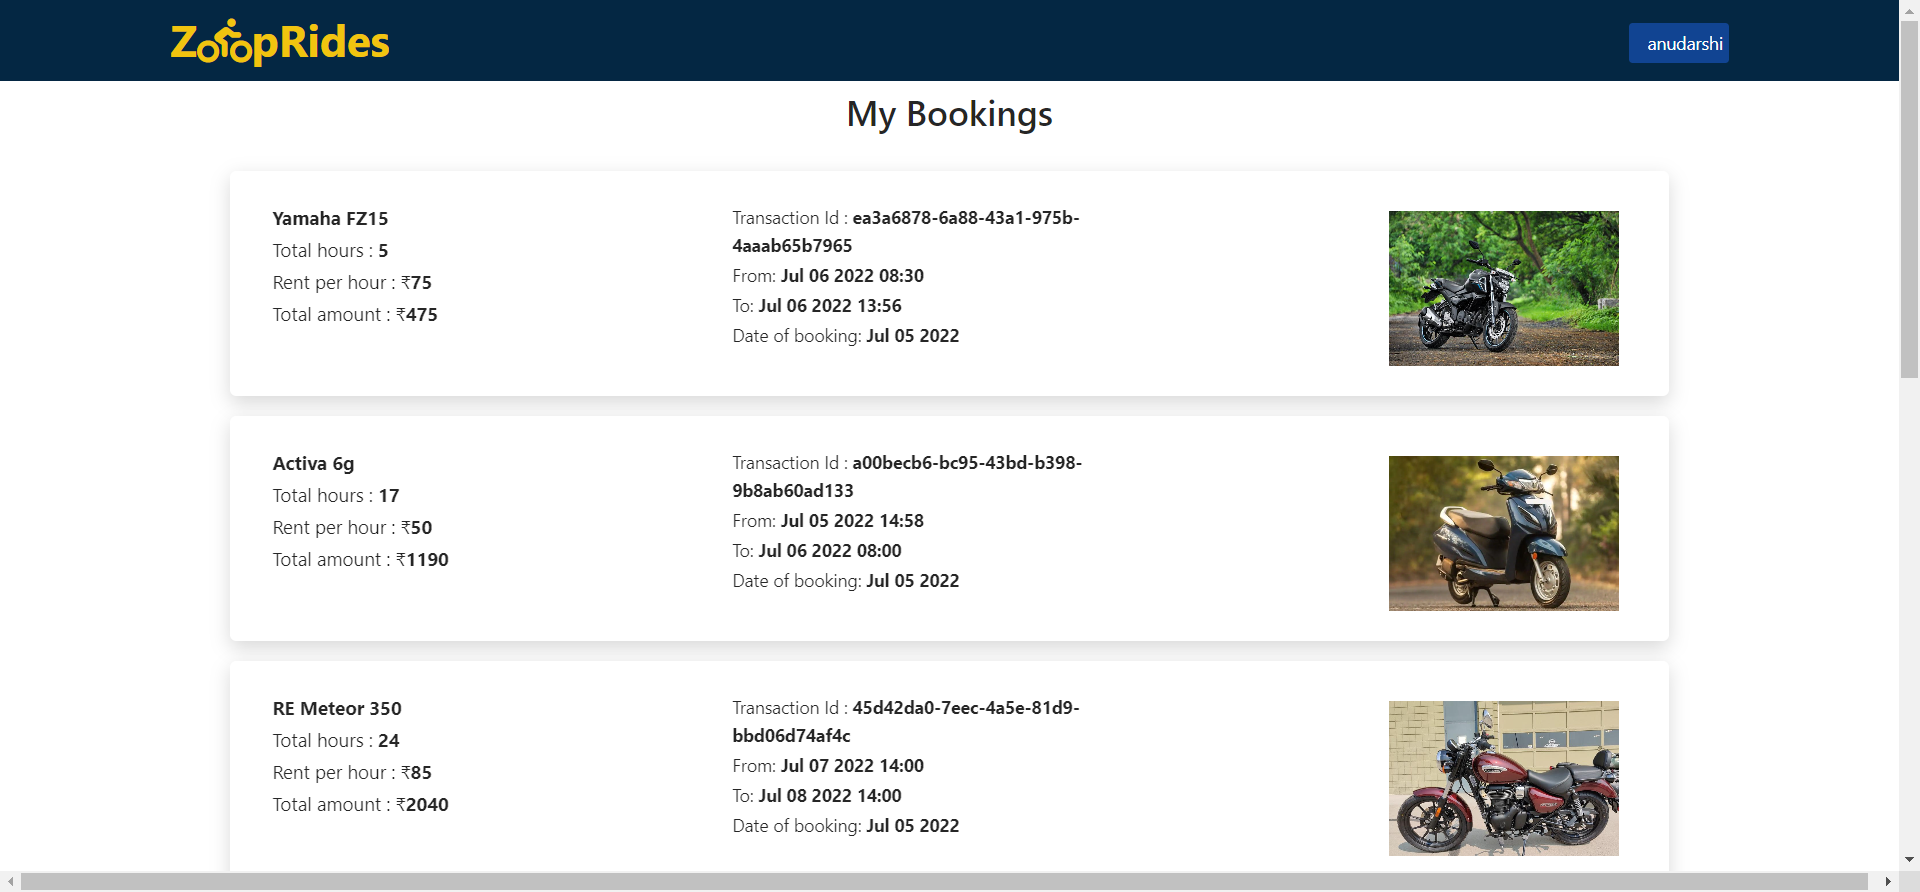 ZoopRides
anudarshi
My Bookings
Yamaha FZ15
Total hours : 5
Rent per hour : ₹75
Total amount : ₹475
Transaction Id : ea3a6878-6a88-43a1-975b-
4aaab65b7965
From: Jul 06 2022 08:30
To: Jul 06 2022 13:56
Date of booking: Jul 05 2022
Activa 6g
Total hours : 17
Rent per hour : ₹50
Total amount : ₹1190
Transaction Id : a00becb6-bc95-43bd-b398-
9b8ab60ad133
From: Jul 05 2022 14:58
To: Jul 06 2022 08:00
Date of booking: Jul 05 2022
RE Meteor 350
Total hours : 24
Rent per hour : ₹85
Total amount : ₹2040
Transaction Id : 45d42da0-7eec-4a5e-81d9-
bbd06d74af4c
From: Jul 07 2022 14:00
To: Jul 08 2022 14:00
Date of booking: Jul 05 2022